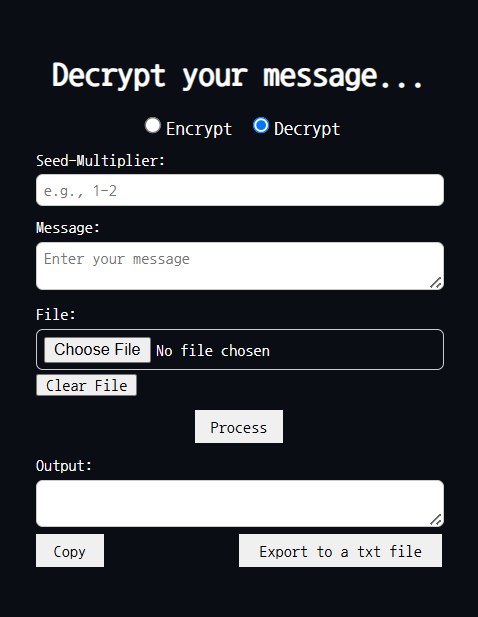 Decrypt your message...
Encrypt Decrypt
Seed-Multiplier:
e.g., 1-2
Message:
Enter your message
File:
Choose File No file chosen
Clear File
Process
Output:
Copy Export to a txt file